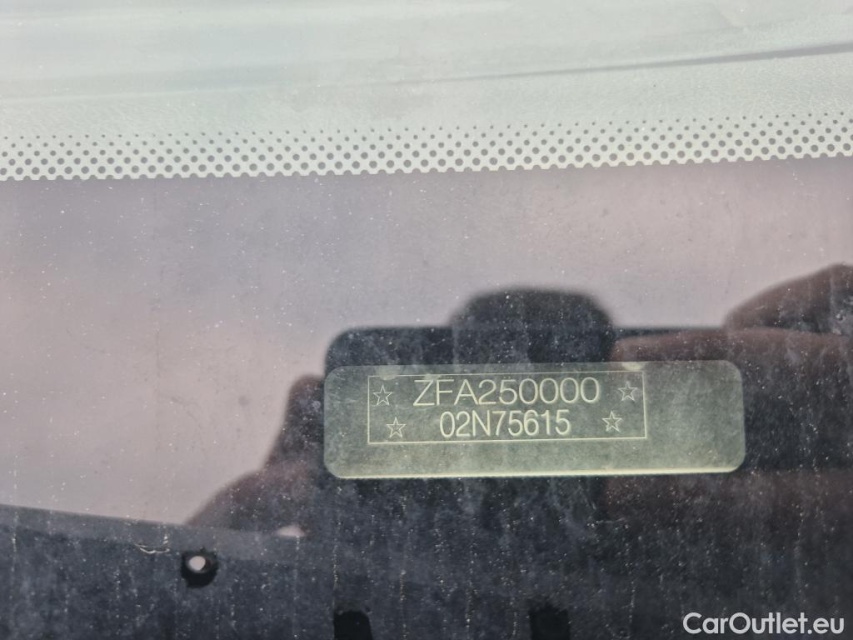 ☆ ZFA250000 ☆
☆ 02N75615 ☆
CarOutlet.eu